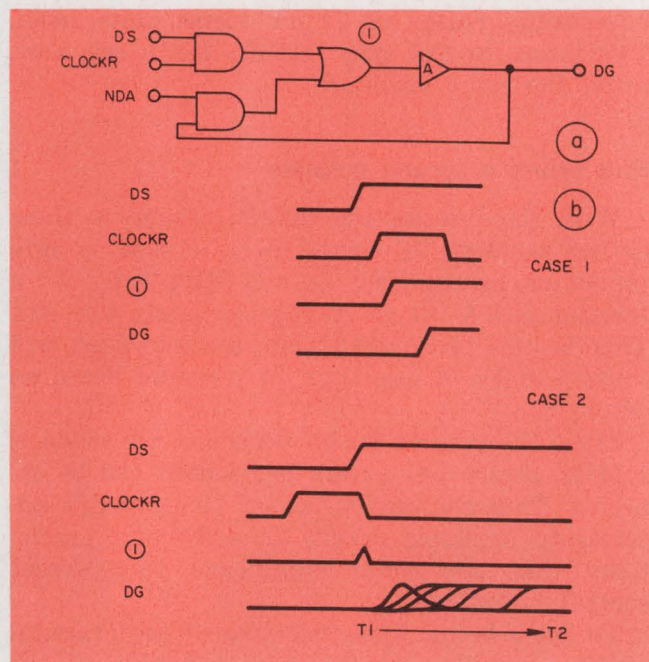 DS
CLOCKR
NDA
①
A
DG
a
b
DS
CLOCKR
CASE 1
①
DG
CASE 2
DS
CLOCKR
①
DG
T1 T2